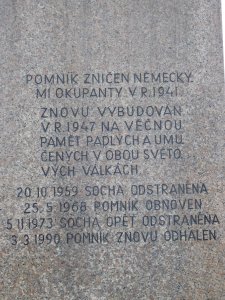 POMNÍK ZNIČEN NĚMECKÝ
MI OKUPANTY V R. 1941.
ZNOVU VYBUDOVÁN
V R. 1947 NA VĚČNOU
PAMĚŤ PADLÝCH A UMU
ČENÝCH V OBOU SVĚTO
VÝCH VÁLKÁCH.
20. 10. 1959 SOCHA ODSTRANĚNA
25. 5. 1968 POMNÍK OBNOVEN
5. 11. 1973 SOCHA OPĚT ODSTRANĚNA
3. 3. 1990 POMNÍK ZNOVU ODHALEN